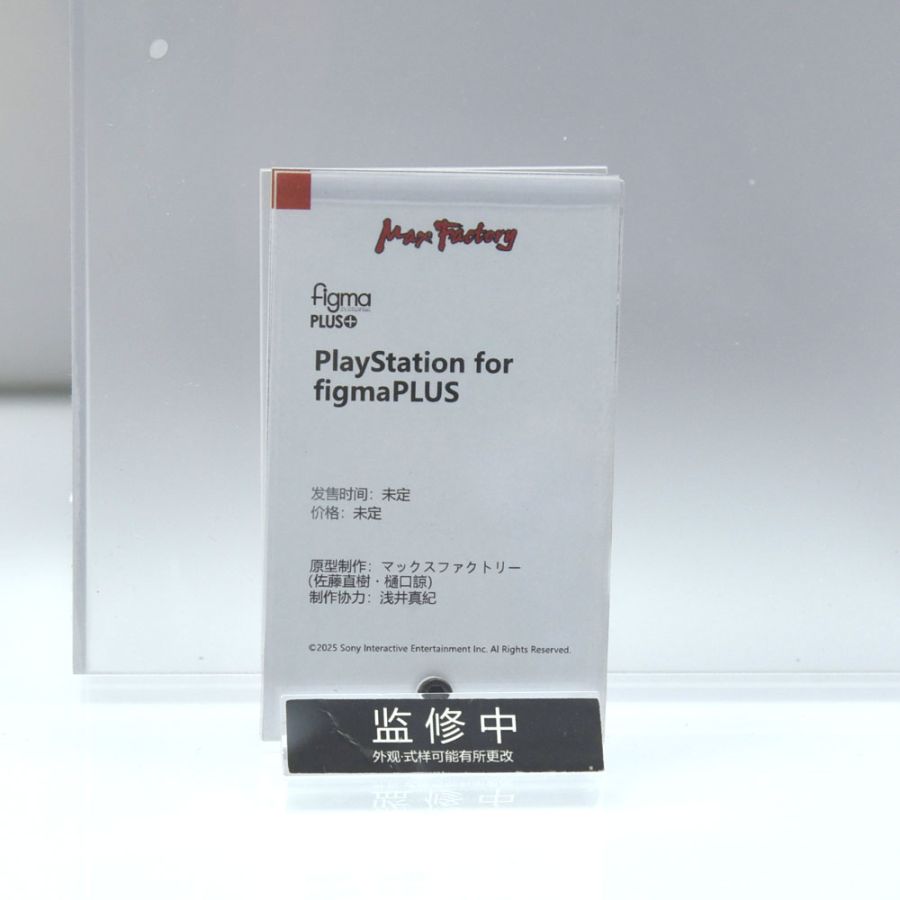 Max Factory
figma
PLUS+
PlayStation for
figmaPLUS
发售时间：未定
价格：未定
原型制作：マックスファクトリー
(佐藤直樹・樋口諒)
制作协力：浅井真紀
©2025 Sony Interactive Entertainment Inc. Al Rights Reserved.
监修中
外观·式样可能有所更改